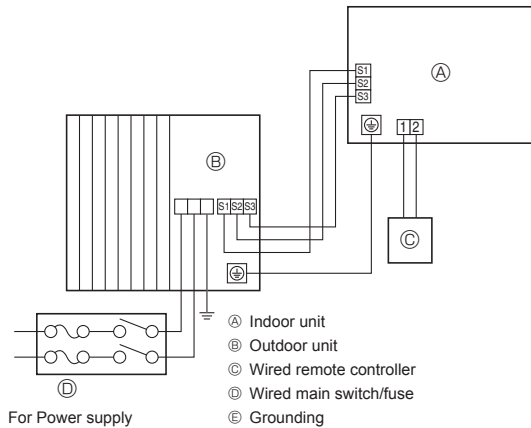 Ⓐ
S1
S2
S3
1 2
Ⓑ
S1 S2 S3
Ⓒ
Ⓓ
For Power supply
Ⓐ Indoor unit
Ⓑ Outdoor unit
Ⓒ Wired remote controller
Ⓓ Wired main switch/fuse
Ⓔ Grounding